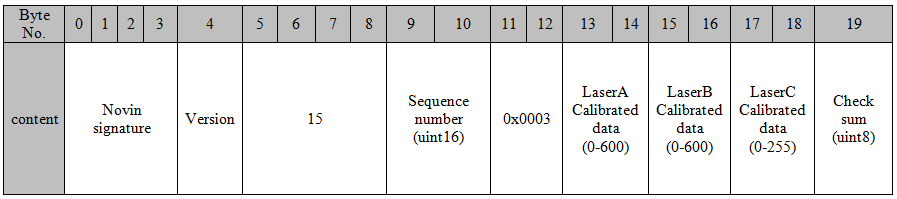 Byte No. 0 1 2 3 4 5 6 7 8 9 10 11 12 13 14 15 16 17 18 19
content
Novin
signature
Version
15
Sequence
number
(uint16)
0x0003
LaserA
Calibrated
data
(0-600)
LaserB
Calibrated
data
(0-600)
LaserC
Calibrated
data
(0-255)
Check
sum
(uint8)